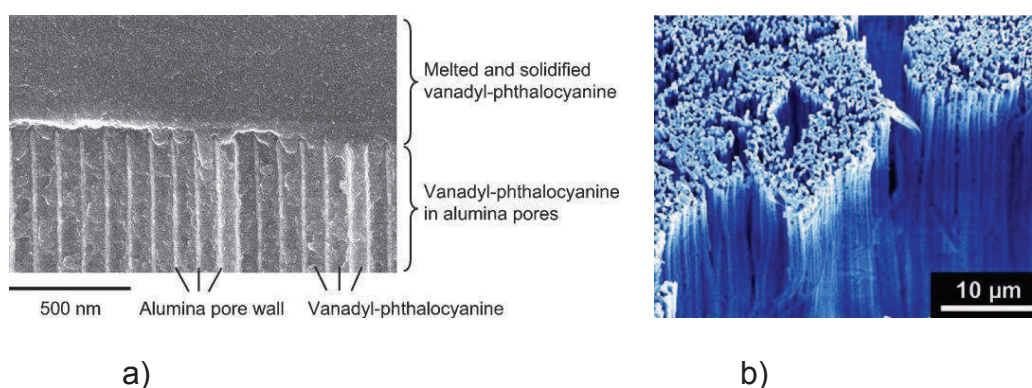 Melted and solidified
vanadyl-phthalocyanine
Vanadyl-phthalocyanine
in alumina pores
500 nm
Alumina pore wall
Vanadyl-phthalocyanine
10 µm
a)
b)